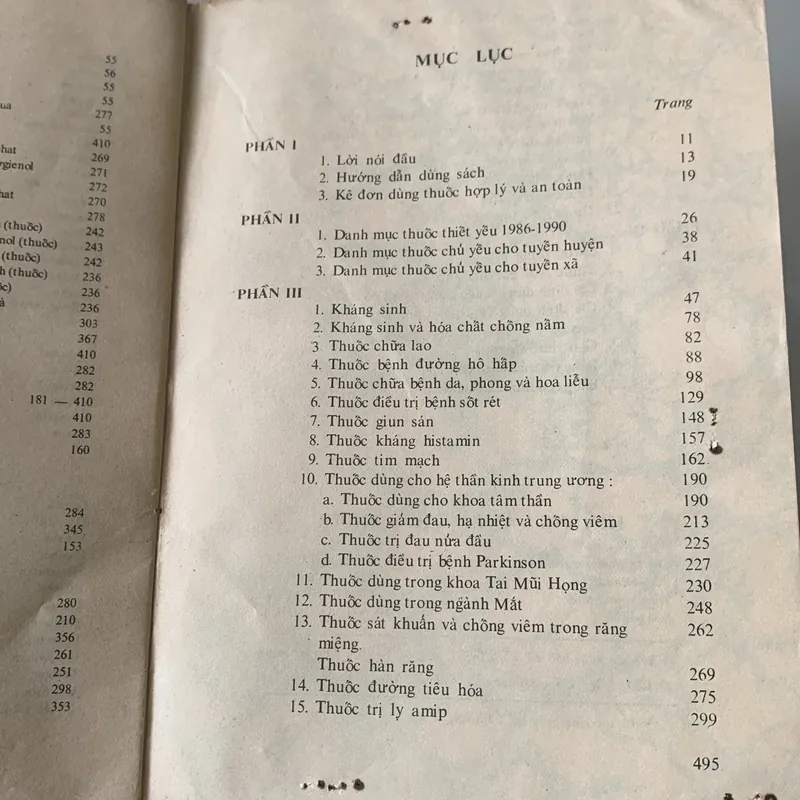 55
56
55
ua 55
277
55
hat 410
rgienol 269
271
hat 272
270
278
(thuốc) 242
nol (thuốc) 243
(thuốc) 242
h (thuốc) 236
ốc) 236
à 236
303
367
410
282
282
181 — 410
410
283
160
284
345
153
280
210
356
261
251
298
353
MỤC LỤC
Trang
PHẦN I
1. Lời nói đầu 11
2. Hướng dẫn dùng sách 13
3. Kê đơn dùng thuốc hợp lý và an toàn 19
PHẦN II
1. Danh mục thuốc thiết yếu 1986-1990 26
2. Danh mục thuốc chủ yếu cho tuyến huyện 38
3. Danh mục thuốc chủ yếu cho tuyến xã 41
PHẦN III
1. Kháng sinh 47
2. Kháng sinh và hóa chất chống nấm 78
3 Thuốc chữa lao 82
4. Thuốc bệnh đường hô hấp 88
5. Thuốc chữa bệnh da, phong và hoa liễu 98
6. Thuốc điều trị bệnh sốt rét 129
7. Thuốc giun sán 148
8. Thuốc kháng histamin 157
9. Thuốc tim mạch 162
10. Thuốc dùng cho hệ thần kinh trung ương : 190
a. Thuốc dùng cho khoa tâm thần 190
b. Thuốc giảm đau, hạ nhiệt và chống viêm 213
c. Thuốc trị đau nửa đầu 225
d. Thuốc điều trị bệnh Parkinson 227
11. Thuốc dùng trong khoa Tai Mũi Họng 230
12. Thuốc dùng trong ngành Mắt 248
13. Thuốc sát khuẩn và chống viêm trong răng 262
miệng.
Thuốc hàn răng 269
14. Thuốc đường tiêu hóa 275
15. Thuốc trị lỵ amip 299
495